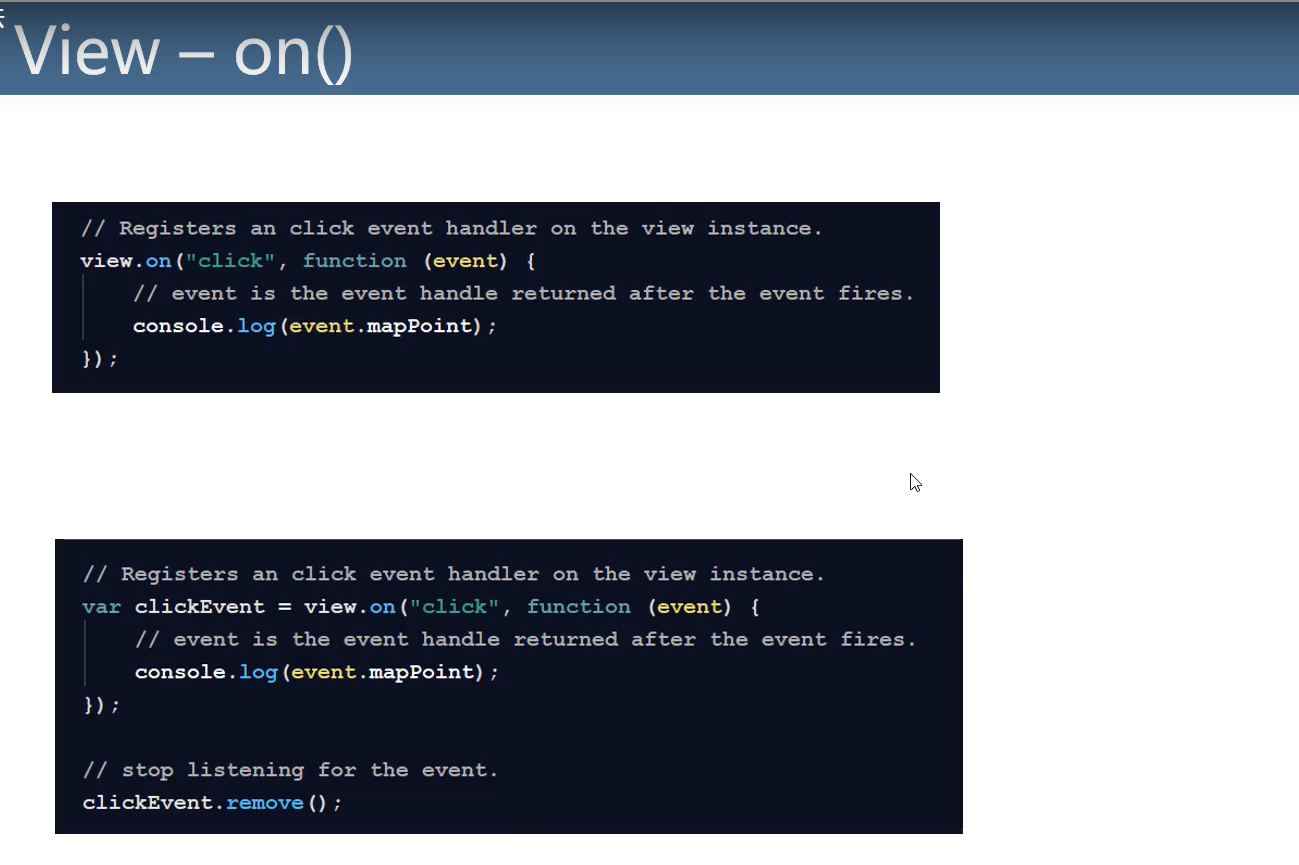 View – on()
// Registers an click event handler on the view instance.
view.on("click", function (event) {
    // event is the event handle returned after the event fires.
    console.log(event.mapPoint);
});
// Registers an click event handler on the view instance.
var clickEvent = view.on("click", function (event) {
    // event is the event handle returned after the event fires.
    console.log(event.mapPoint);
});
// stop listening for the event.
clickEvent.remove();